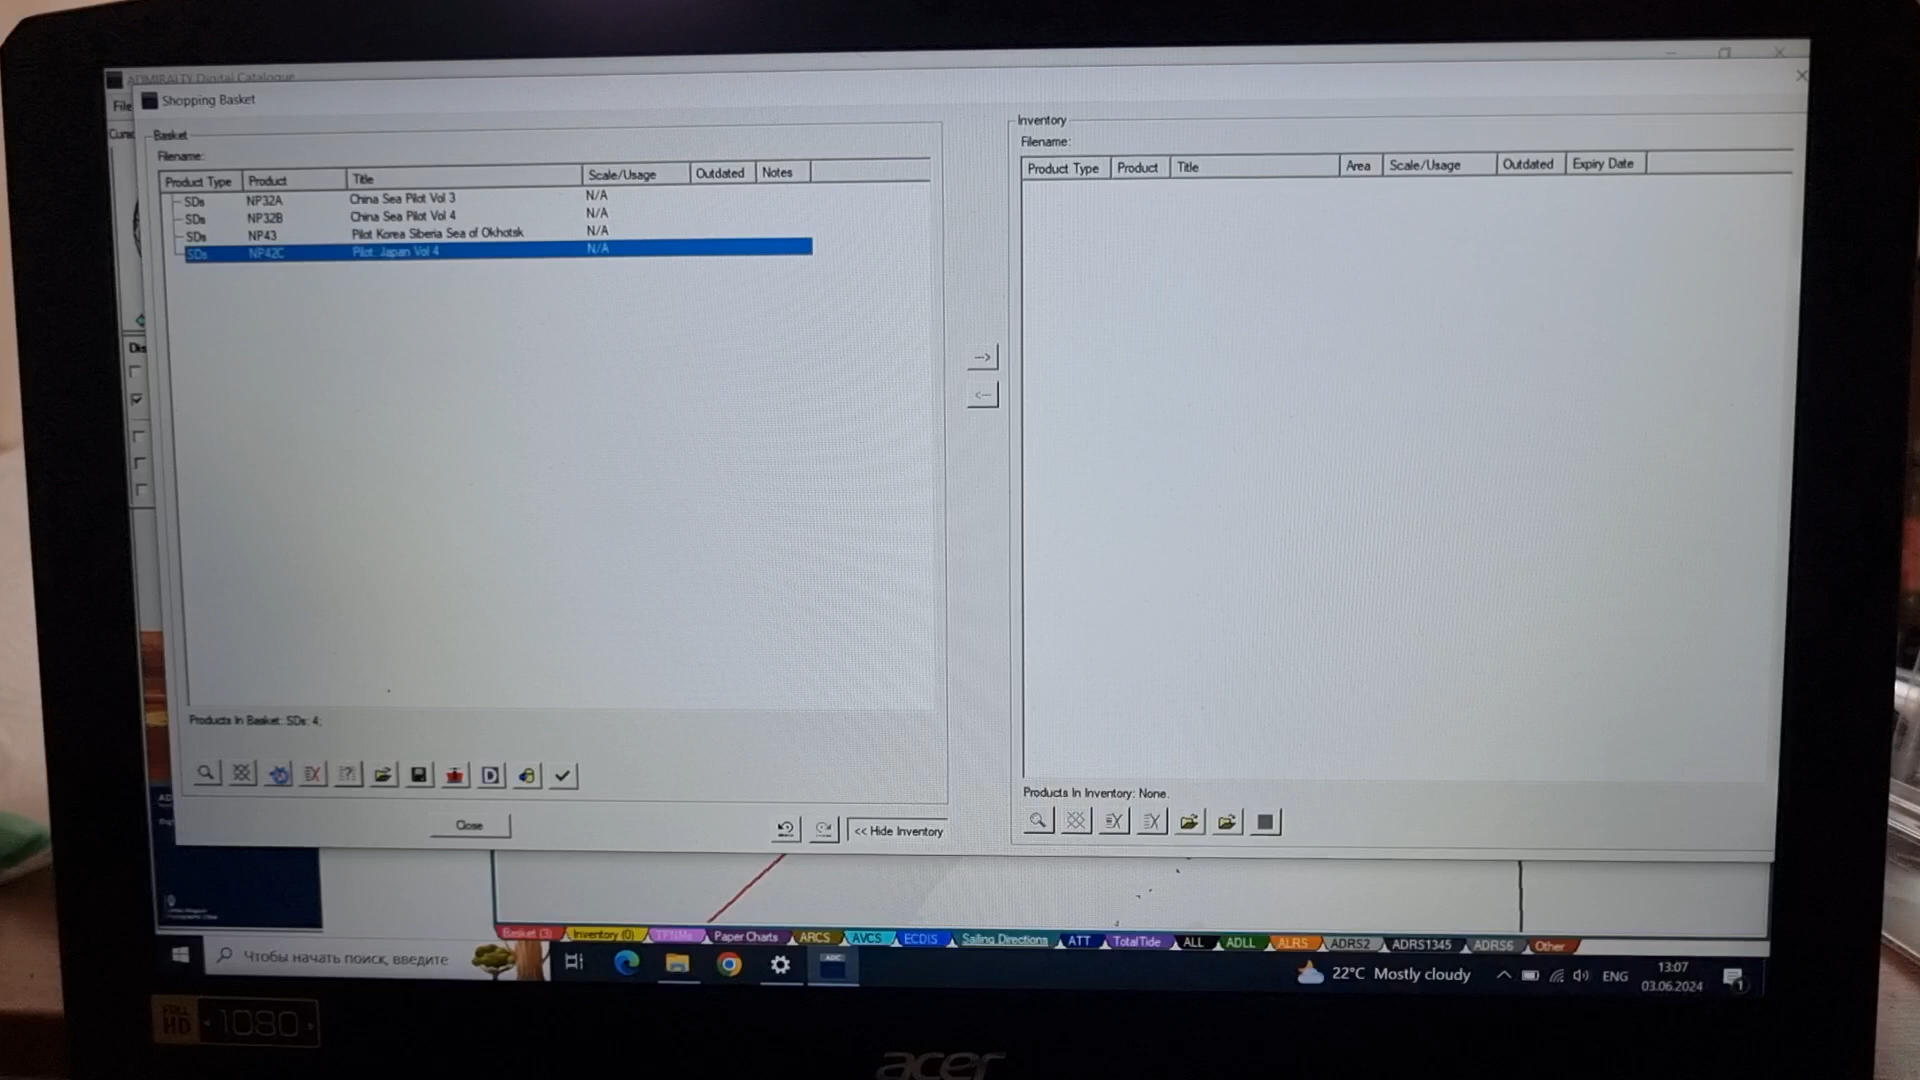 ADMIRALTY Digital Catalogue
File
Shopping Basket
Basket
Filename:
Product Type Product Title Scale/Usage Outdated Notes
SDs NP32A China Sea Pilot Vol 3 N/A
SDs NP32B China Sea Pilot Vol 4 N/A
SDs NP43 Pilot Korea Siberia Sea of Okhotsk N/A
SDs NP42C Pilot, Japan Vol 4 N/A
Products In Basket: SDs: 4;
Close
<< Hide Inventory
-->
<--
Inventory
Filename:
Product Type Product Title Area Scale/Usage Outdated Expiry Date
Products In Inventory: None.
Basket (3) Inventory (0) TPNMs Paper Charts ARCS AVCS ECDIS Sailing Directions ATT TotalTide ALL ADLL ALRS ADRS2 ADRS1345 ADRS6 Other
Чтобы начать поиск, введите
ADC
22°C Mostly cloudy
ENG
13:07
03.06.2024
1
FULL HD 1080
acer